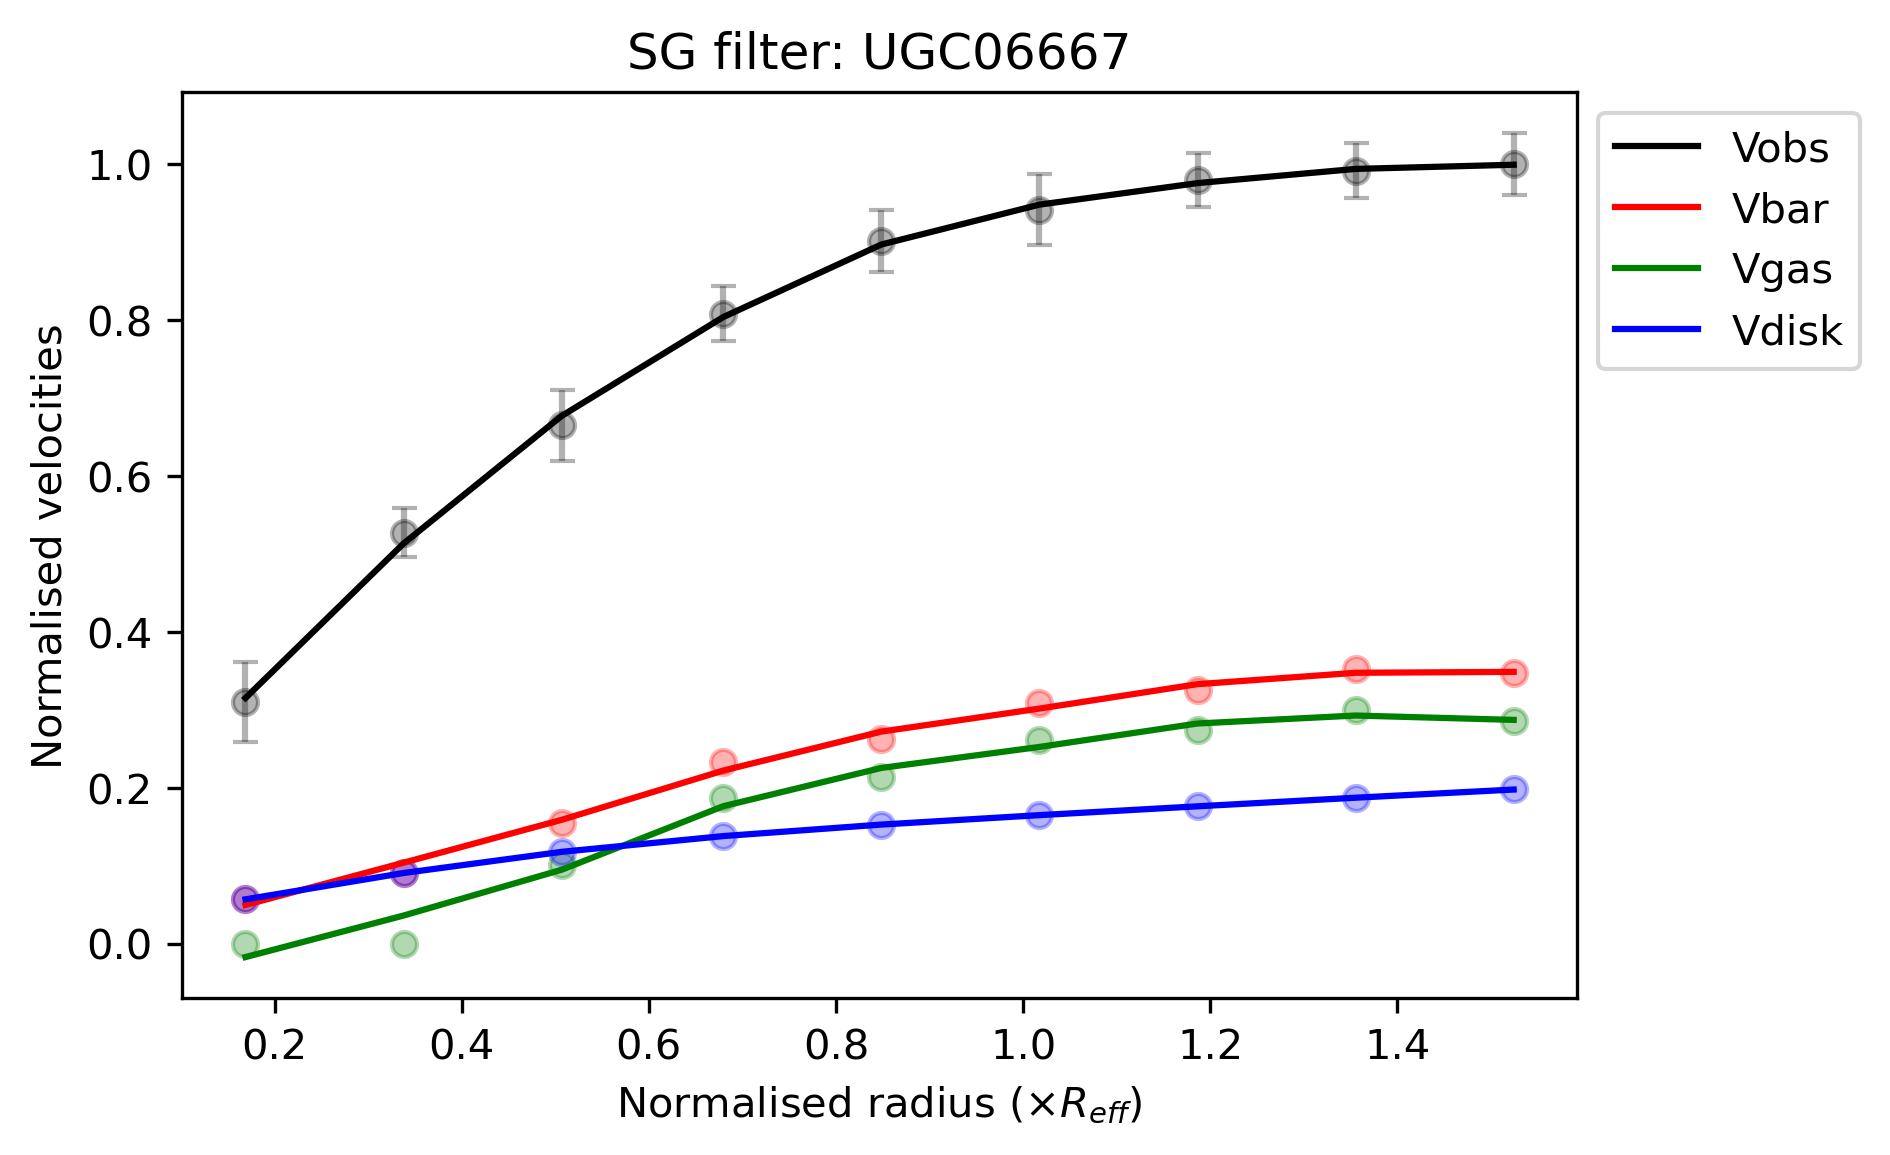 SG filter: UGC06667
Vobs
Vbar
Vgas
Vdisk
Normalised velocities
1.0
0.8
0.6
0.4
0.2
0.0
0.2 0.4 0.6 0.8 1.0 1.2 1.4
Normalised radius (×R_eff)